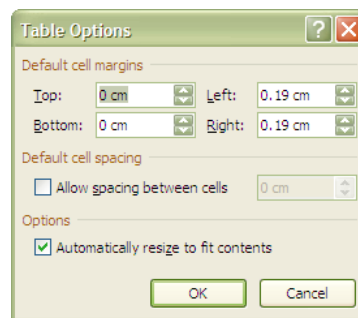 Table Options
Default cell margins
Top: 0 cm Left: 0.19 cm
Bottom: 0 cm Right: 0.19 cm
Default cell spacing
Allow spacing between cells 0 cm
Options
Automatically resize to fit contents
OK Cancel